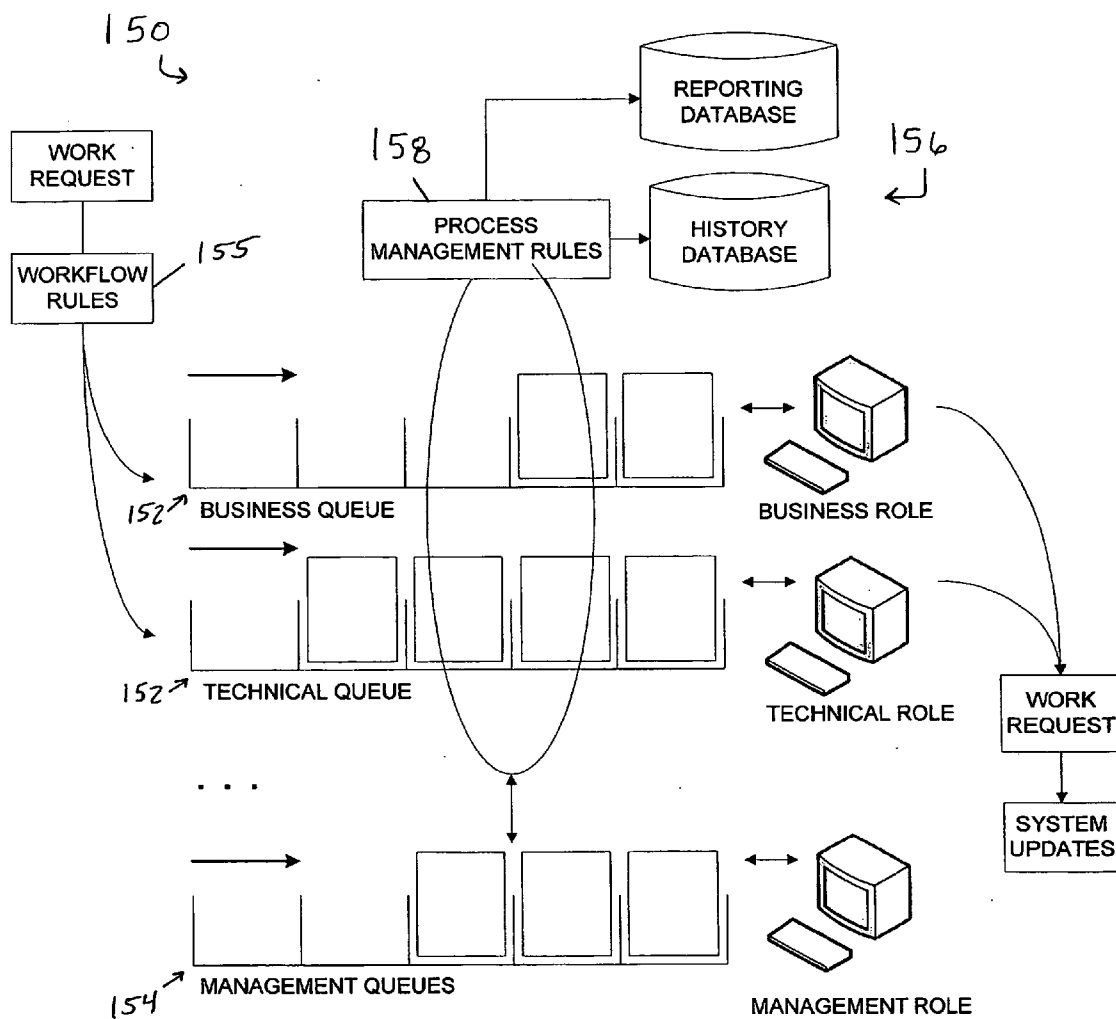 150
REPORTING
DATABASE
156
158
WORK
REQUEST
PROCESS
MANAGEMENT RULES
HISTORY
DATABASE
155
WORKFLOW
RULES
152
BUSINESS QUEUE
BUSINESS ROLE
152
TECHNICAL QUEUE
TECHNICAL ROLE
WORK
REQUEST
. . .
SYSTEM
UPDATES
154
MANAGEMENT QUEUES
MANAGEMENT ROLE